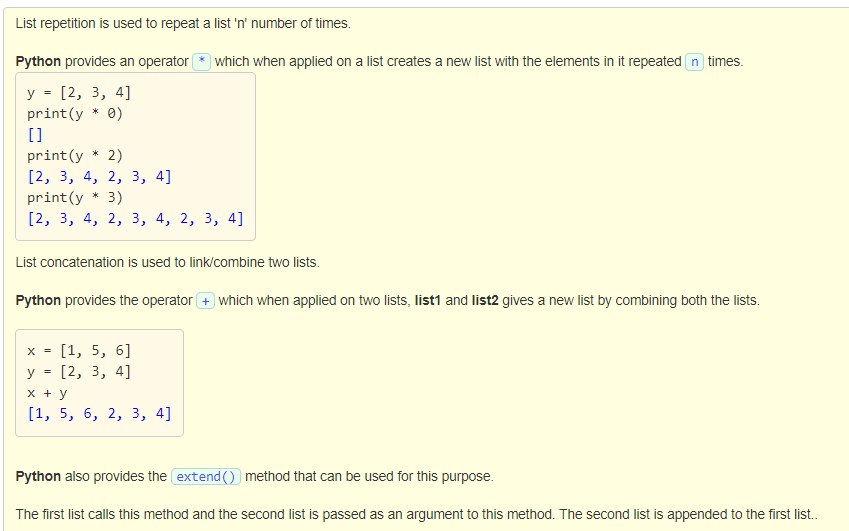 List repetition is used to repeat a list 'n' number of times.
Python provides an operator * which when applied on a list creates a new list with the elements in it repeated n times.
y = [2, 3, 4]
print(y * 0)
[]
print(y * 2)
[2, 3, 4, 2, 3, 4]
print(y * 3)
[2, 3, 4, 2, 3, 4, 2, 3, 4]
List concatenation is used to link/combine two lists.
Python provides the operator + which when applied on two lists, list1 and list2 gives a new list by combining both the lists.
x = [1, 5, 6]
y = [2, 3, 4]
x + y
[1, 5, 6, 2, 3, 4]
Python also provides the extend() method that can be used for this purpose.
The first list calls this method and the second list is passed as an argument to this method. The second list is appended to the first list..